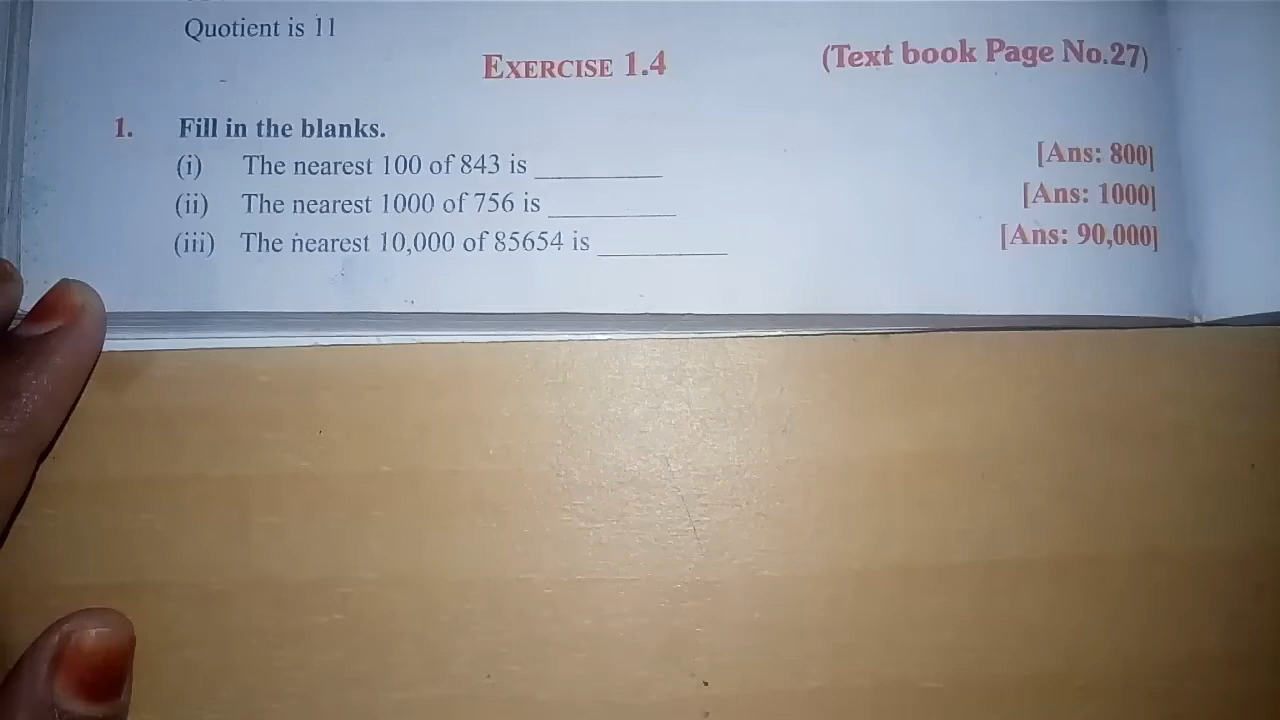 Quotient is 11
EXERCISE 1.4 (Text book Page No.27)
1. Fill in the blanks.
(i) The nearest 100 of 843 is __________ [Ans: 800]
(ii) The nearest 1000 of 756 is __________ [Ans: 1000]
(iii) The nearest 10,000 of 85654 is __________ [Ans: 90,000]